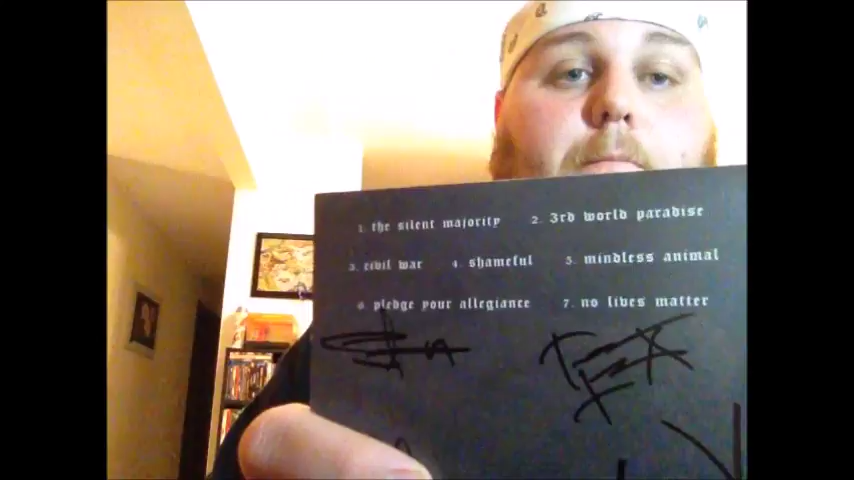 1. the silent majority 2. 3rd world paradise
3. civil war 4. shameful 5. mindless animal
6. pledge your allegiance 7. no lives matter